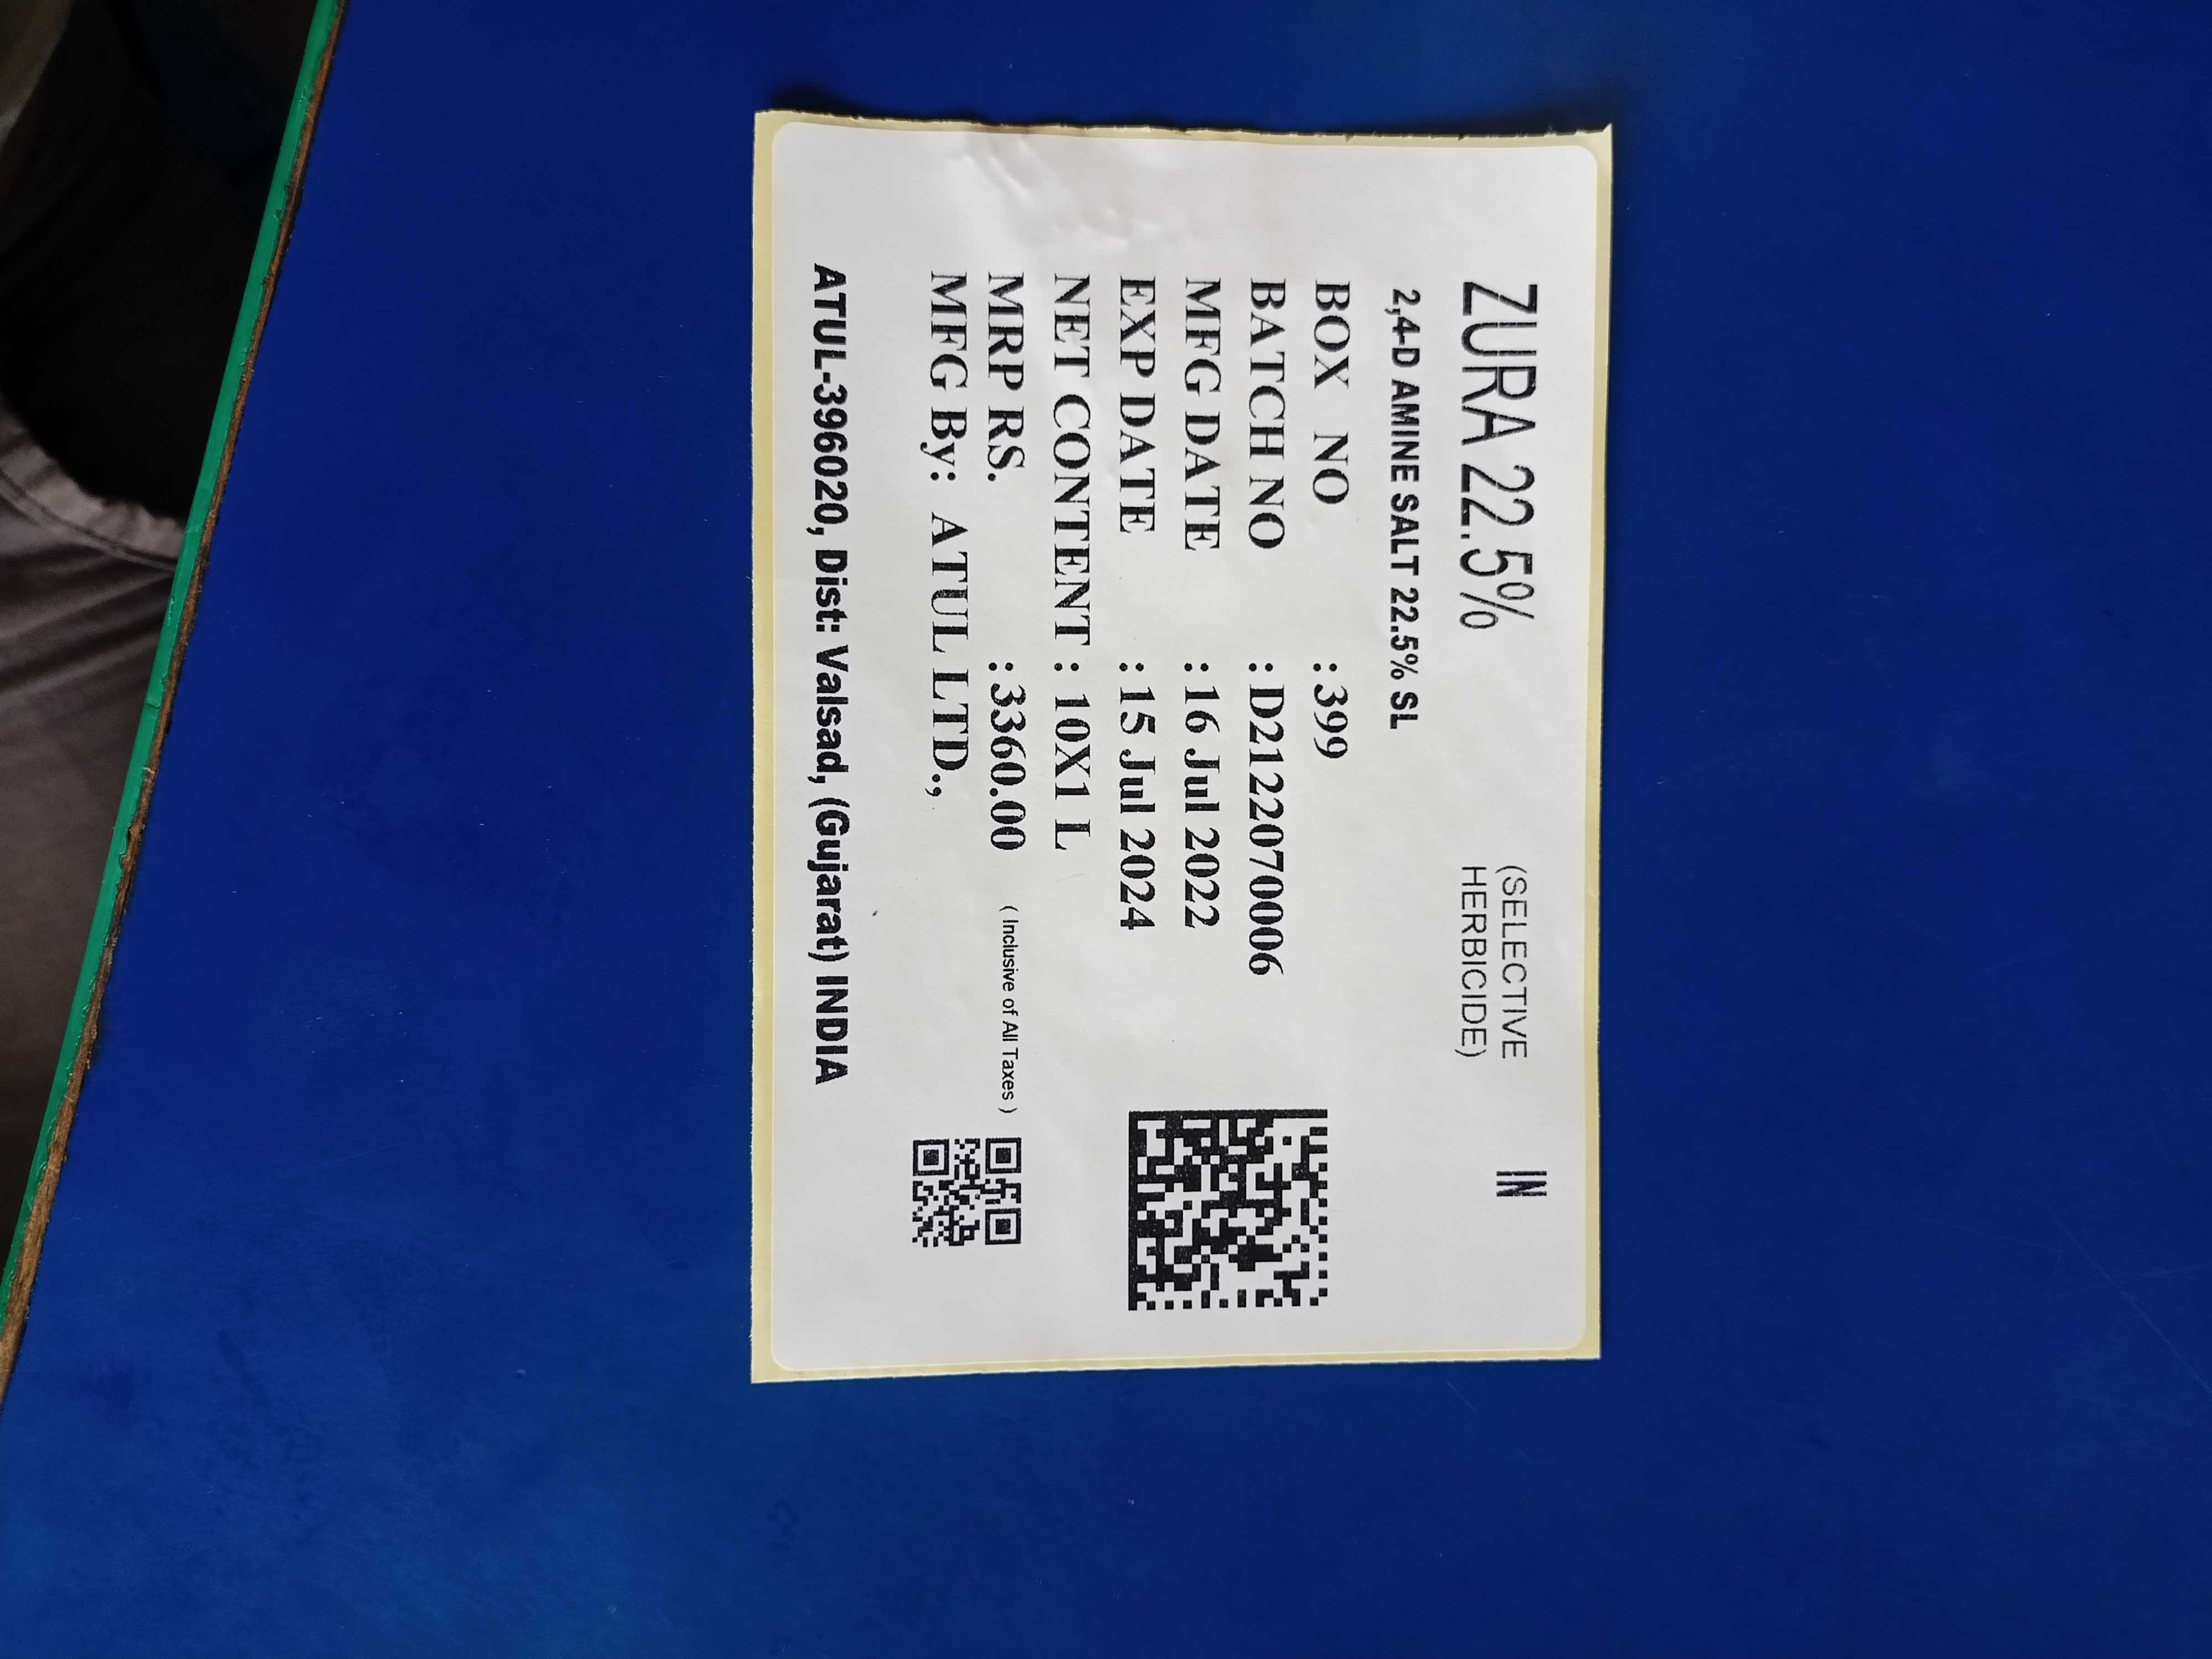 ZURA 22.5%
(SELECTIVE
HERBICIDE)
IN
2,4-D AMINE SALT 22.5% SL
BOX NO : 399
BATCH NO : D2122070006
MFG DATE : 16 Jul 2022
EXP DATE : 15 Jul 2024
NET CONTENT : 10X1 L
MRP RS. : 3360.00 ( Inclusive of All Taxes )
MFG By: ATUL LTD.,
ATUL-396020, Dist: Valsad, (Gujarat) INDIA